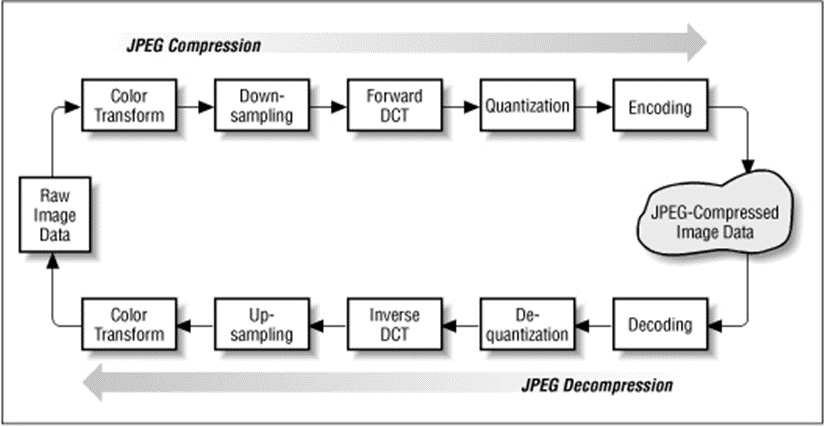 JPEG Compression
Color
Transform
Down-
sampling
Forward
DCT
Quantization
Encoding
Raw
Image
Data
JPEG-Compressed
Image Data
Color
Transform
Up-
sampling
Inverse
DCT
De-
quantization
Decoding
JPEG Decompression